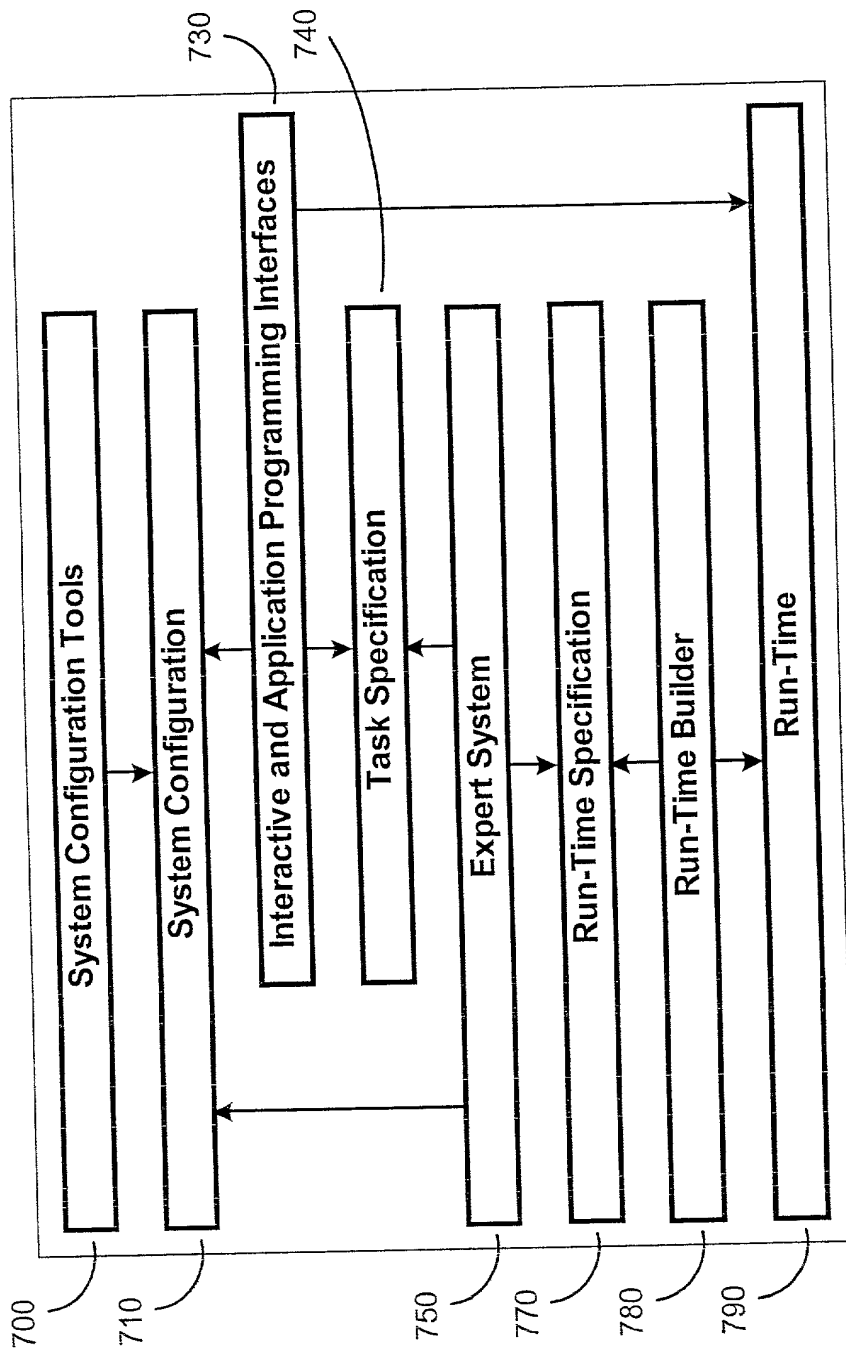 700
System Configuration Tools
710
System Configuration
730
Interactive and Application Programming Interfaces
740
Task Specification
750
Expert System
770
Run-Time Specification
780
Run-Time Builder
790
Run-Time